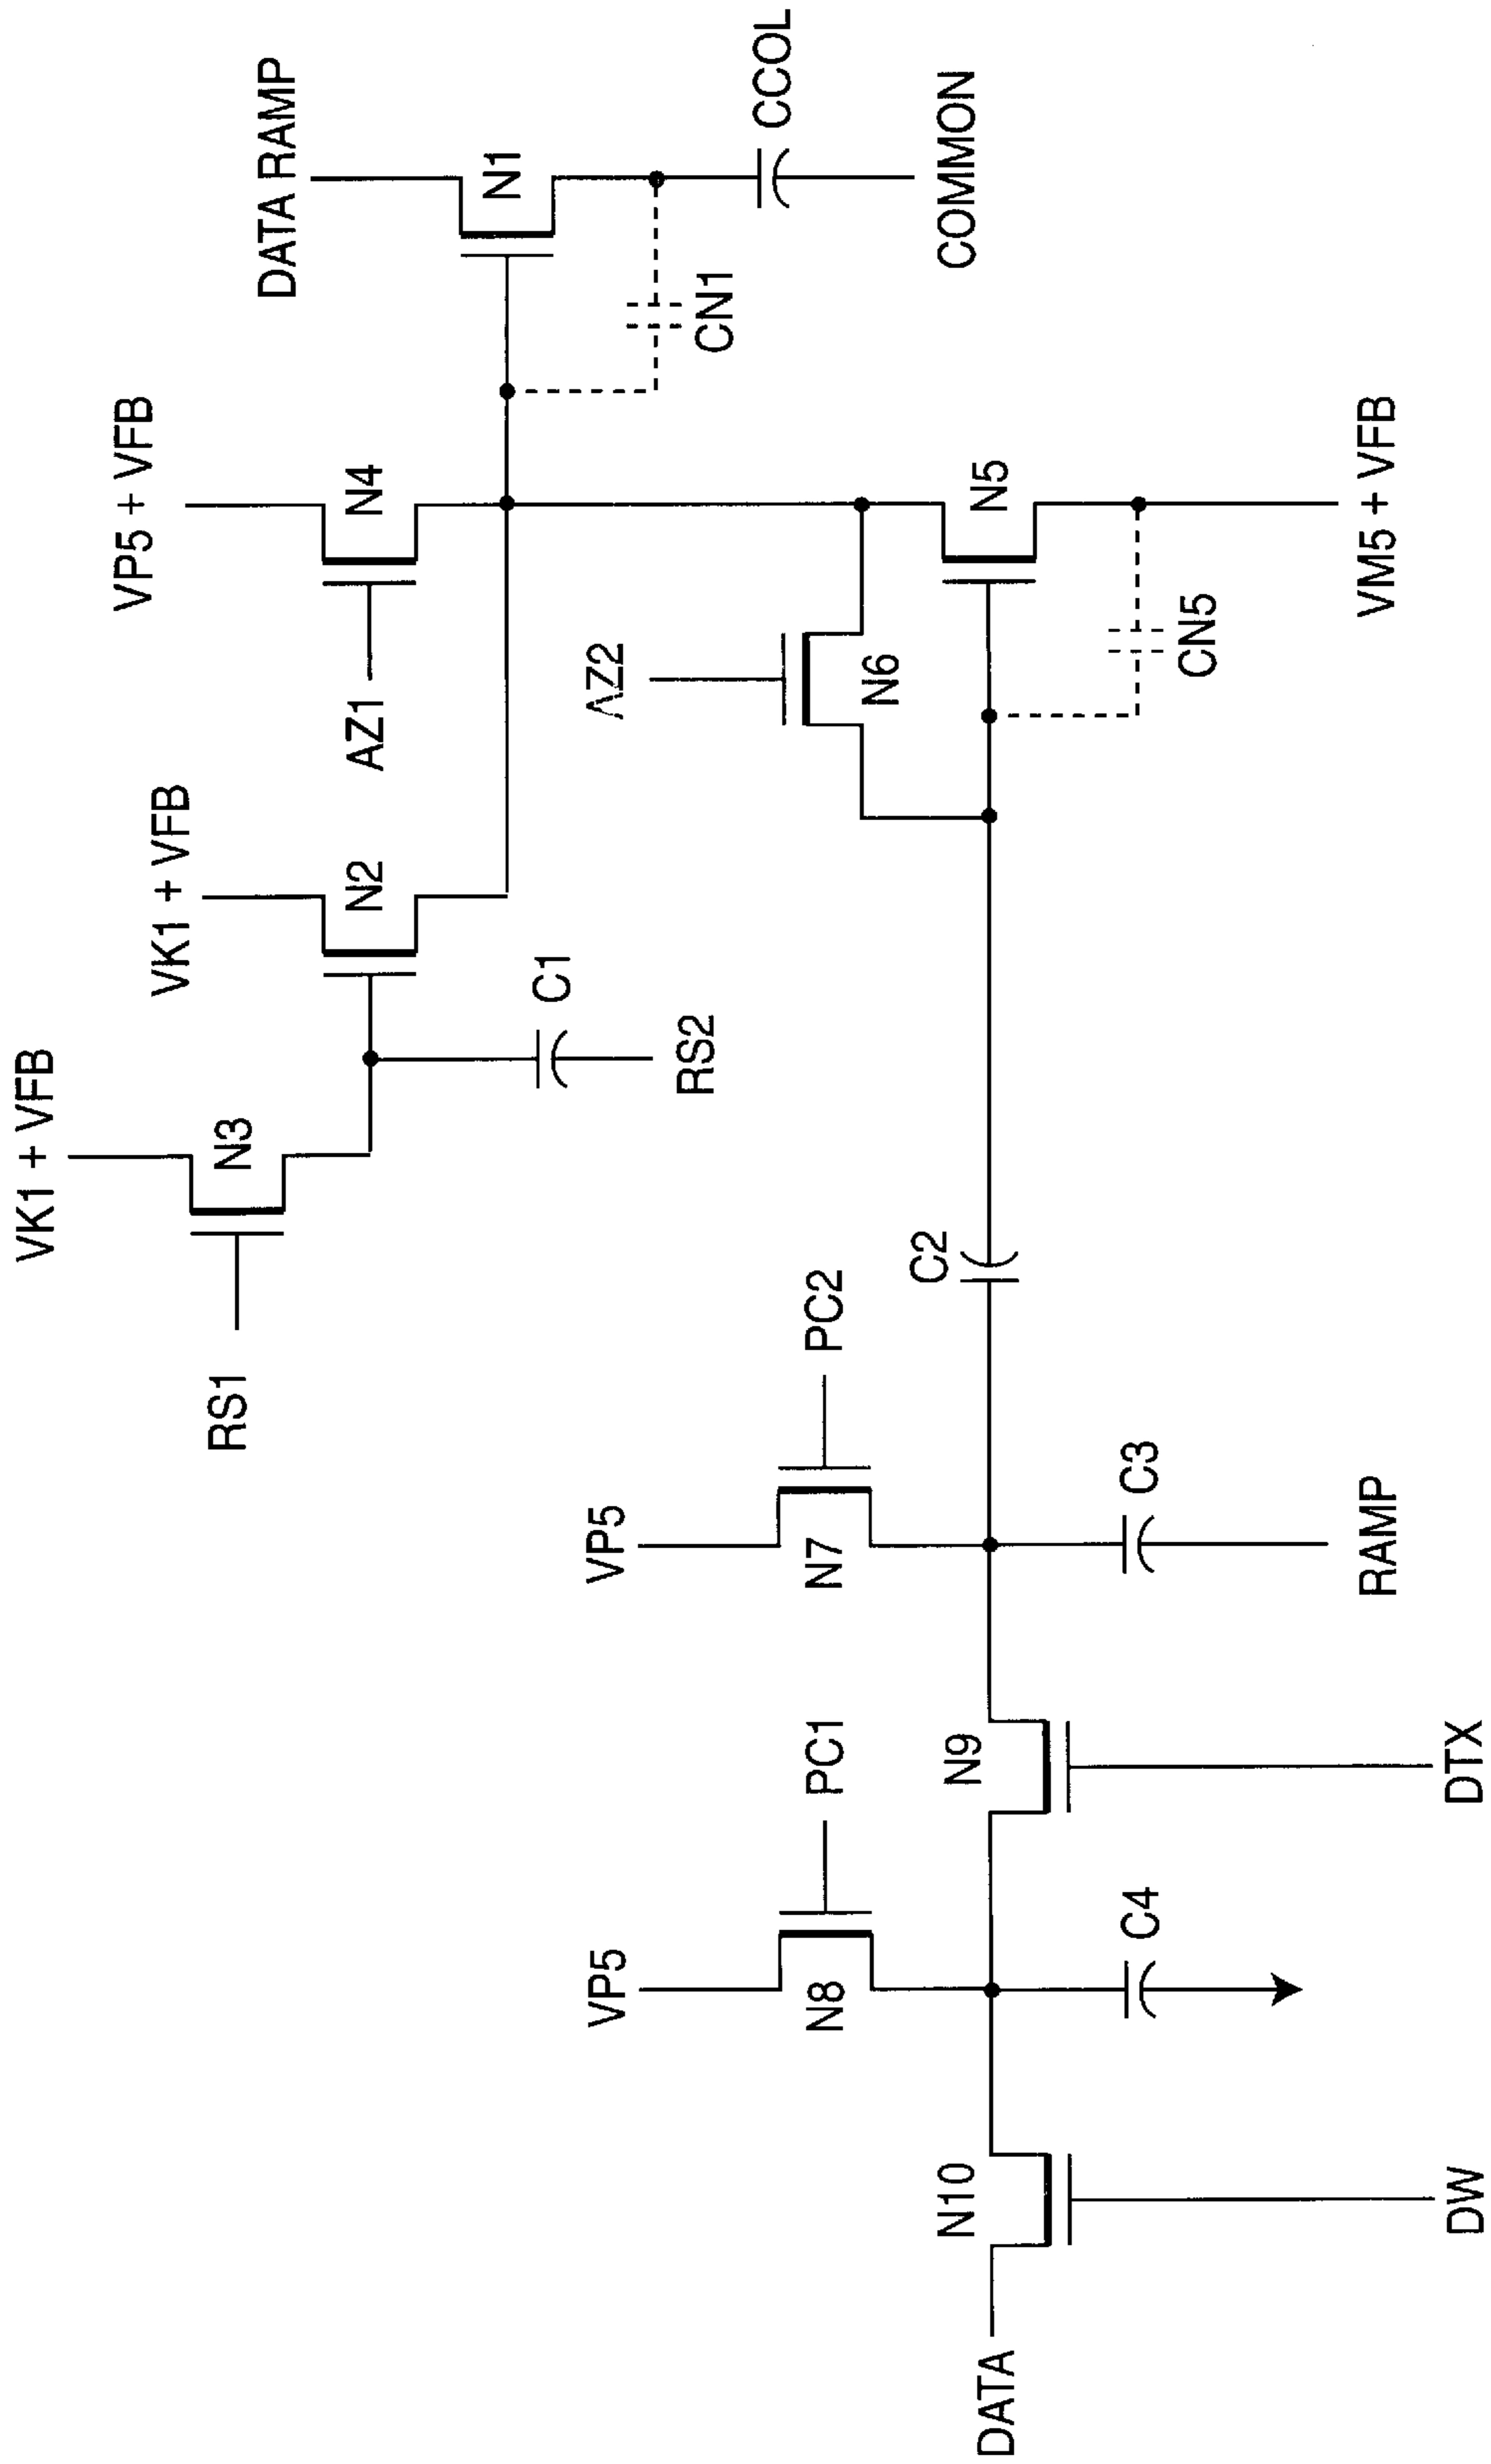 VK1 + VFB
VK1 + VFB
VP5 + VFB
DATA RAMP
RS1
N3
N2
AZ1
N4
N1
C1
RS2
CCOL
CN1
COMMON
AZ2
N6
N5
CN5
VM5 + VFB
VP5
PC1
N8
VP5
PC2
N7
C2
DATA
N10
N9
C4
C3
RAMP
DW
DTX